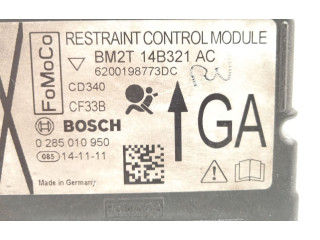 FoMoCo
RESTRAINT CONTROL MODULE
BM2T 14B321 AC
6200198773DC
CD340
CF33B
BOSCH
GA
0 285 010 950
085 14-11-11
Made in Germany